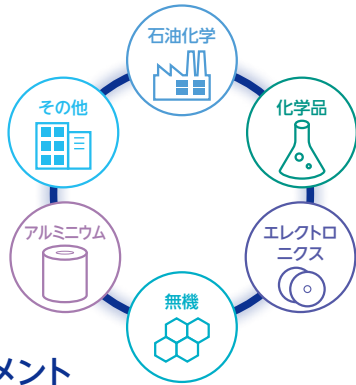 石油化学
その他
化学品
アルミニウム
エレクトロ
ニクス
無機
メント